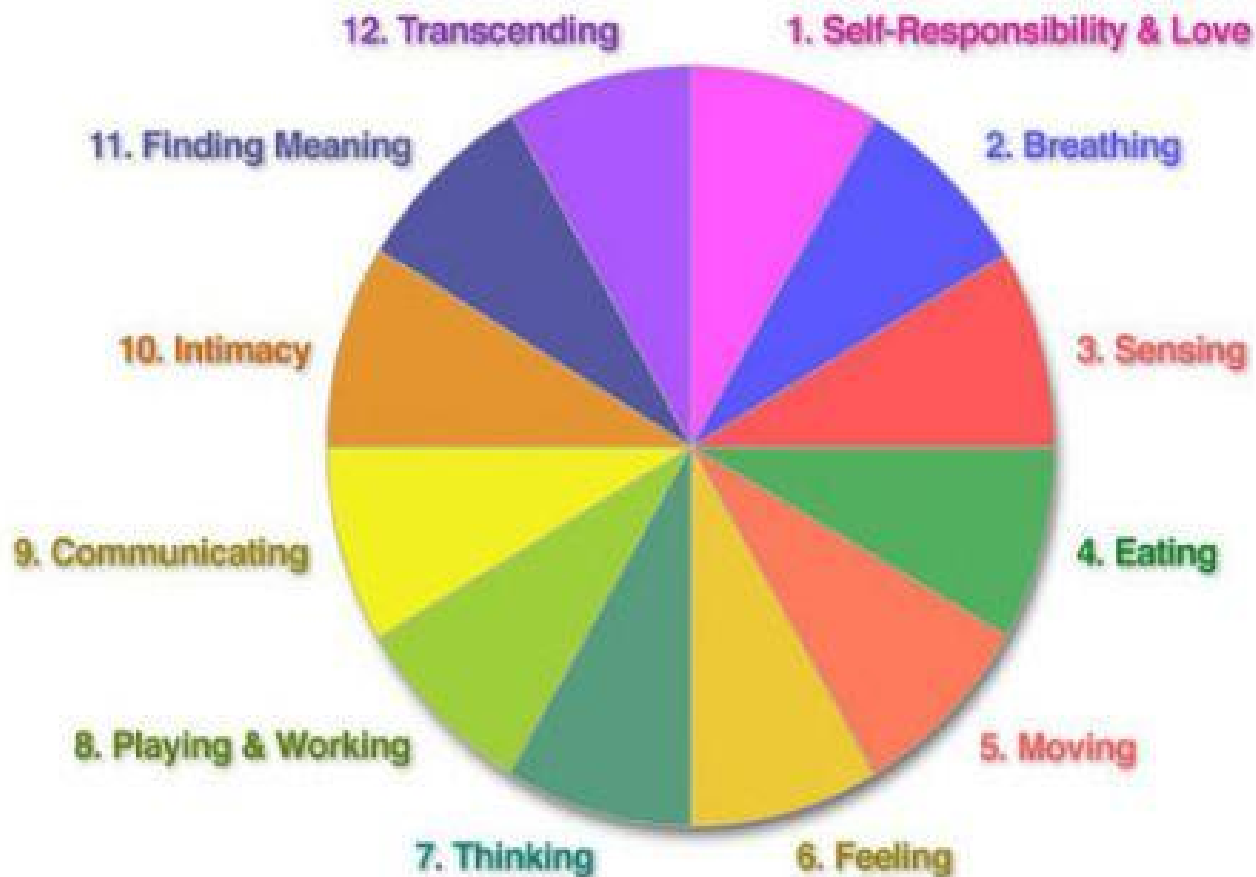 12. Transcending
1. Self-Responsibility & Love
11. Finding Meaning
2. Breathing
10. Intimacy
3. Sensing
9. Communicating
4. Eating
8. Playing & Working
5. Moving
7. Thinking
6. Feeling